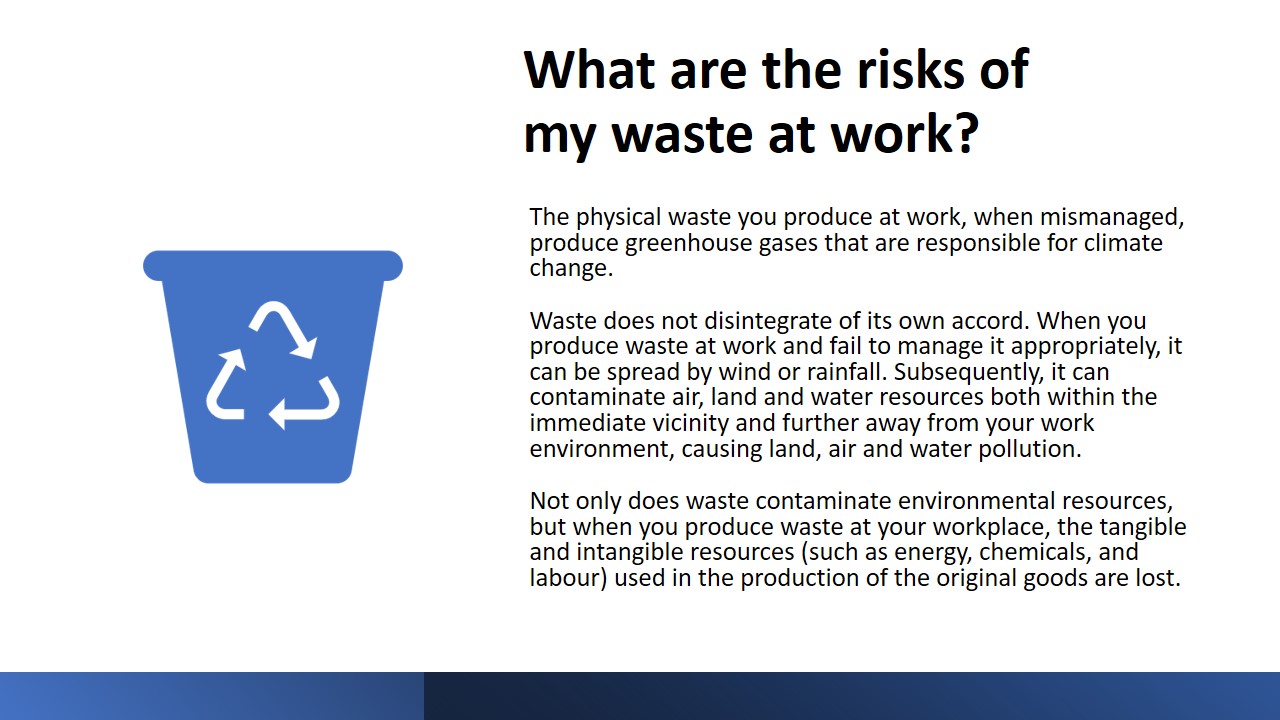 What are the risks of
my waste at work?
The physical waste you produce at work, when mismanaged,
produce greenhouse gases that are responsible for climate
change.
Waste does not disintegrate of its own accord. When you
produce waste at work and fail to manage it appropriately, it
can be spread by wind or rainfall. Subsequently, it can
contaminate air, land and water resources both within the
immediate vicinity and further away from your work
environment, causing land, air and water pollution.
Not only does waste contaminate environmental resources,
but when you produce waste at your workplace, the tangible
and intangible resources (such as energy, chemicals, and
labour) used in the production of the original goods are lost.